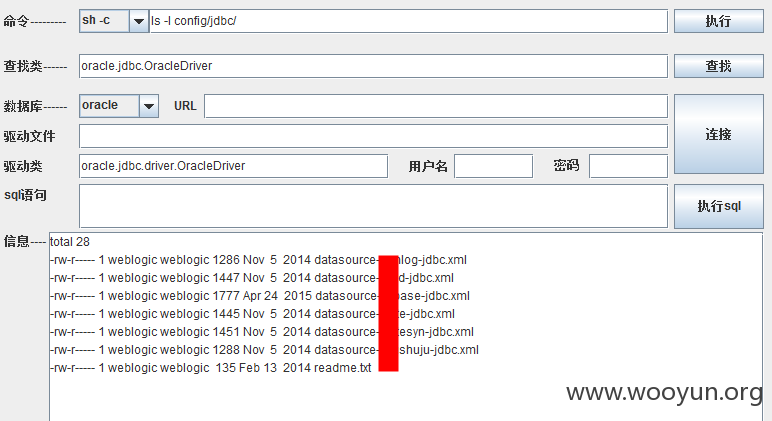 命令--------- sh -c ls -l config/jdbc/ 执行
查找类------ oracle.jdbc.OracleDriver 查找
数据库------ oracle URL 连接
驱动文件
驱动类 oracle.jdbc.driver.OracleDriver 用户名 密码
sql语句 执行sql
信息---- total 28
-rw-r----- 1 weblogic weblogic 1286 Nov 5 2014 datasource- nlog-jdbc.xml
-rw-r----- 1 weblogic weblogic 1447 Nov 5 2014 datasource- d-jdbc.xml
-rw-r----- 1 weblogic weblogic 1777 Apr 24 2015 datasource- ase-jdbc.xml
-rw-r----- 1 weblogic weblogic 1445 Nov 5 2014 datasource- e-jdbc.xml
-rw-r----- 1 weblogic weblogic 1451 Nov 5 2014 datasource- esyn-jdbc.xml
-rw-r----- 1 weblogic weblogic 1288 Nov 5 2014 datasource- shuju-jdbc.xml
-rw-r----- 1 weblogic weblogic 135 Feb 13 2014 readme.txt
www.wooyun.org